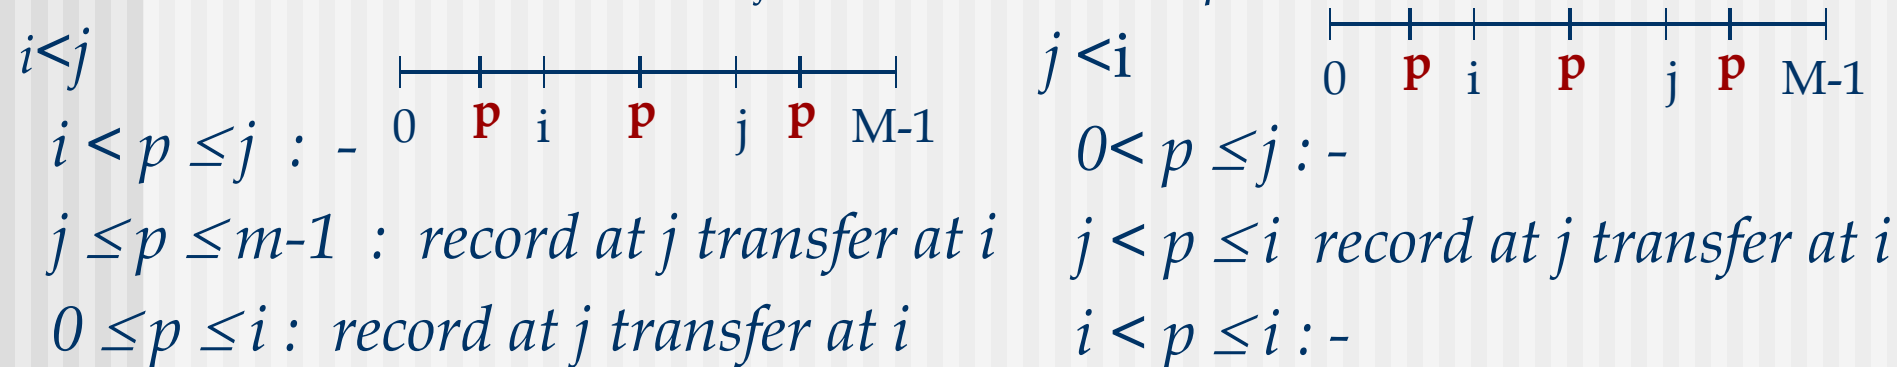 i<j
0 p i p j p M-1
i < p ≤ j : -
j ≤ p ≤ m-1 : record at j transfer at i
0 ≤ p ≤ i : record at j transfer at i
j <i
0 p i p j p M-1
0< p ≤ j : -
j < p ≤ i record at j transfer at i
i < p ≤ i : -